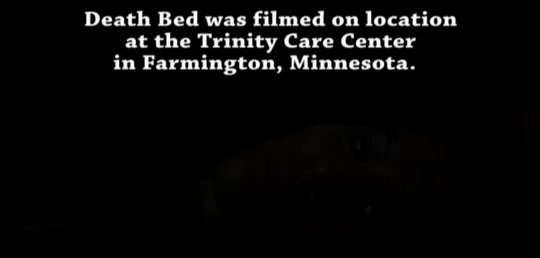 Death Bed was filmed on location
at the Trinity Care Center
in Farmington, Minnesota.